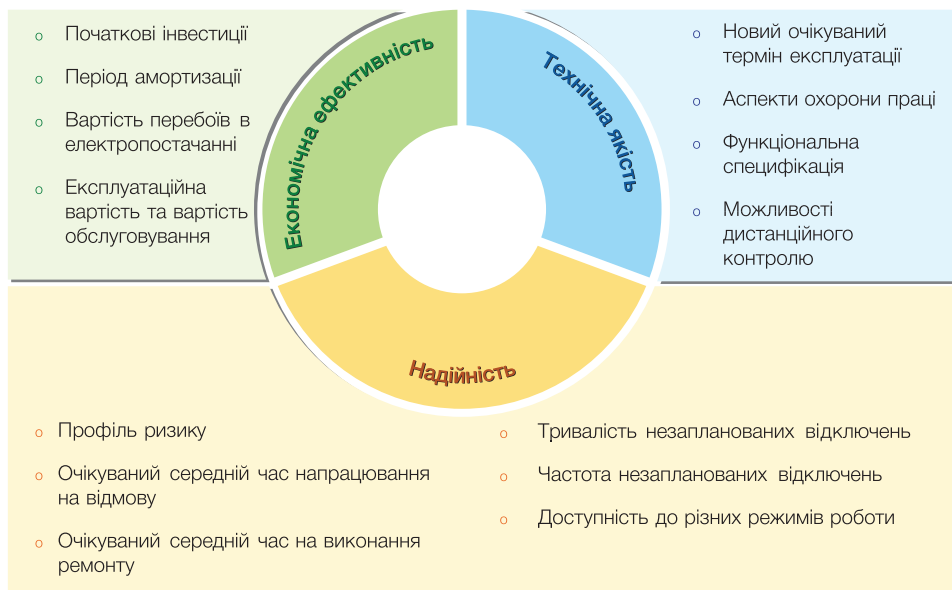 Початкові інвестиції
Період амортизації
Вартість перебоїв в
електропостачанні
Експлуатаційна
вартість та вартість
обслуговування
Економічна ефективність
Технічна якість
Новий очікуваний
термін експлуатації
Аспекти охорони праці
Функціональна
специфікація
Можливості
дистанційного
контролю
Надійність
Профіль ризику
Очікуваний середній час напрацювання
на відмову
Очікуваний середній час на виконання
ремонту
Тривалість незапланованих відключень
Частота незапланованих відключень
Доступність до різних режимів роботи